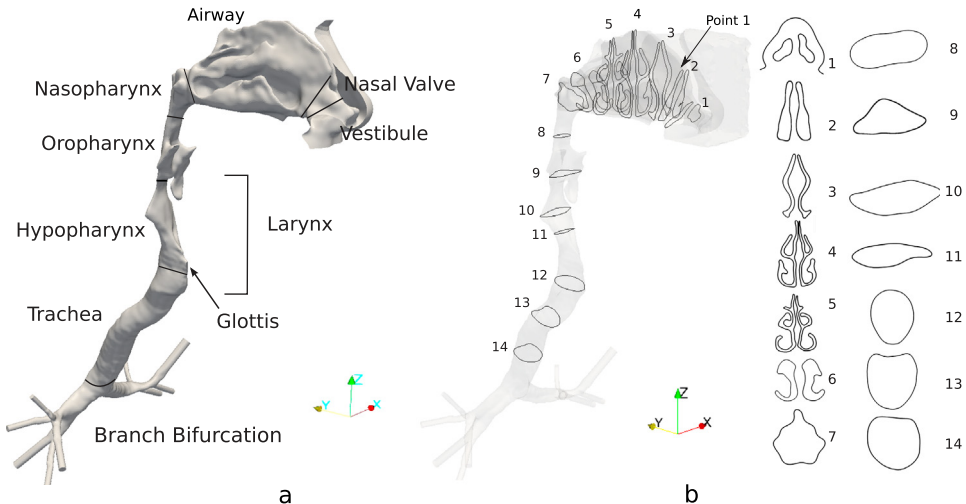 Airway
Nasopharynx
Nasal Valve
Vestibule
Oropharynx
Larynx
Hypopharynx
Glottis
Trachea
Branch Bifurcation
Z
Y
X
a
4
5
3
Point 1
6
2
7
1
8
9
10
11
12
13
14
Z
Y
X
b
1
8
2
9
3
10
4
11
5
12
6
13
7
14